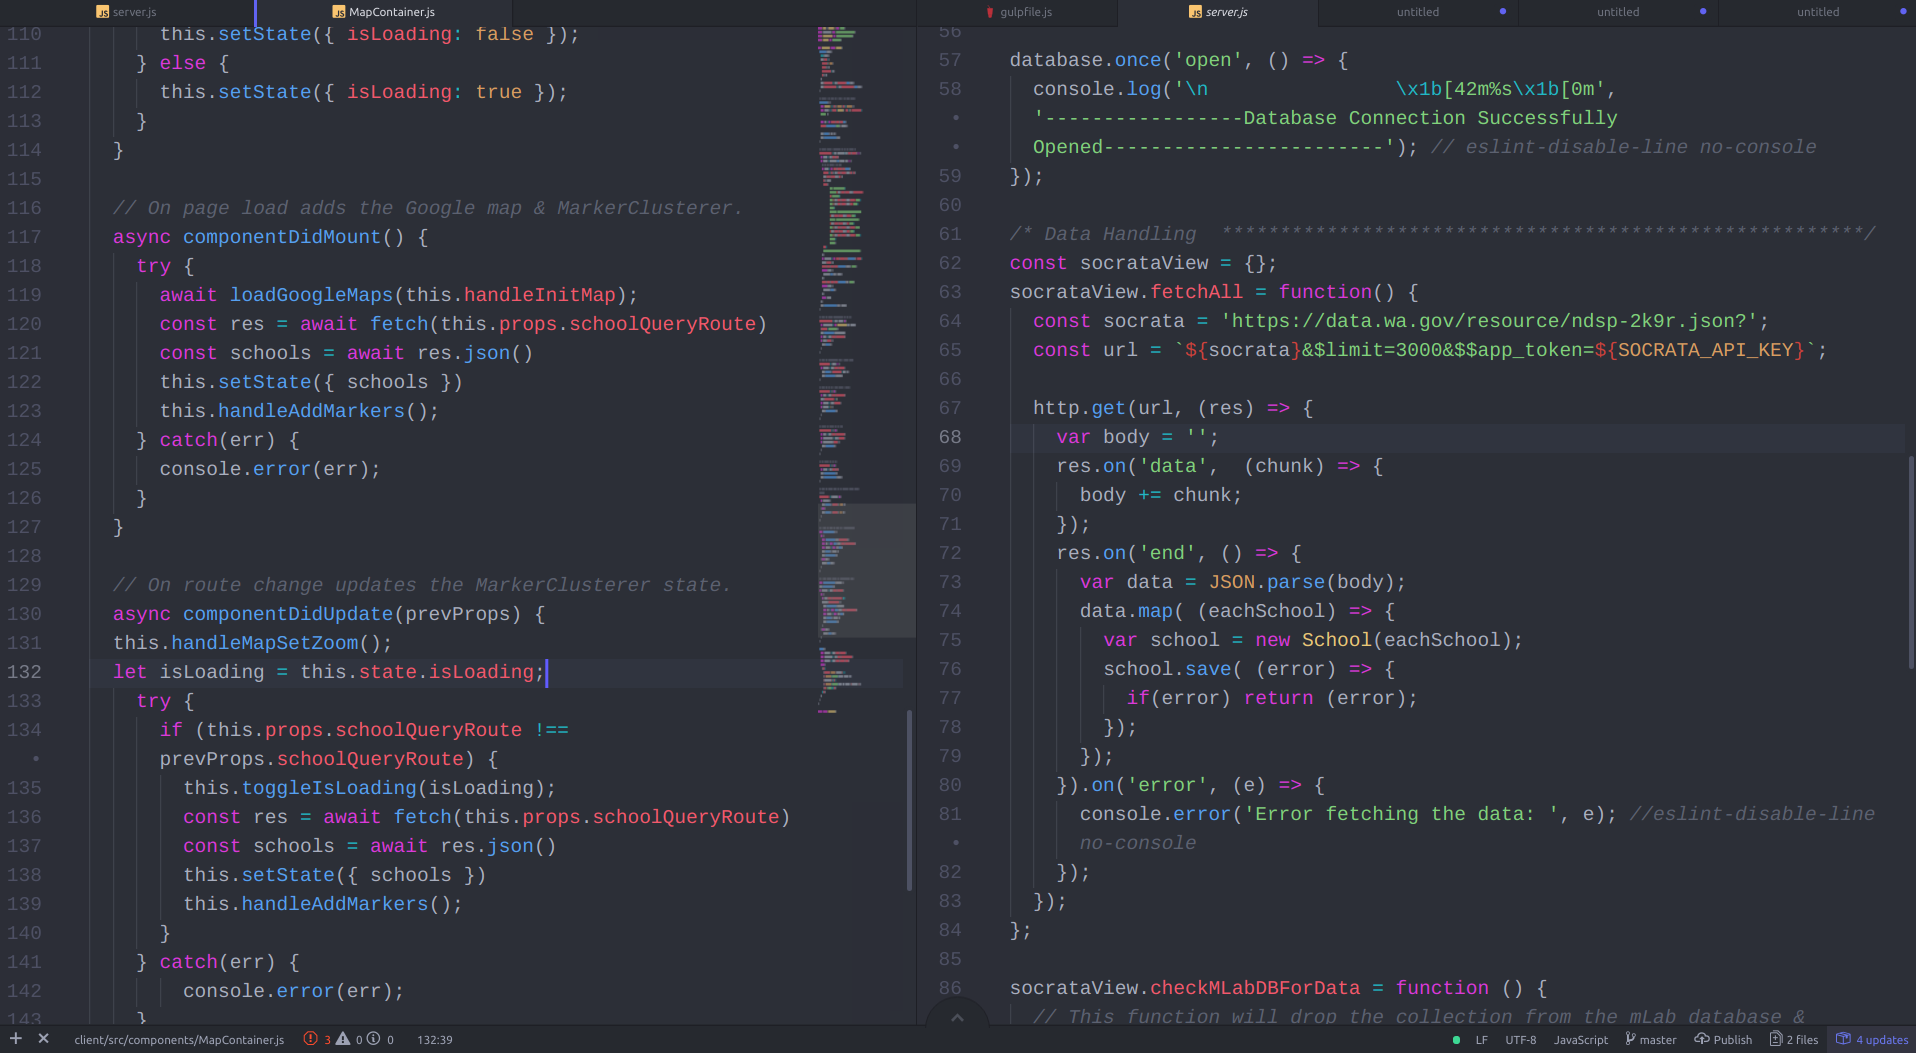 server.js
MapContainer.js
gulpfile.js
server.js
untitled
untitled
untitled
110 this.setState({ isLoading: false });
111 } else {
112 this.setState({ isLoading: true });
113 }
114 }
115
116 // On page load adds the Google map & MarkerClusterer.
117 async componentDidMount() {
118 try {
119 await loadGoogleMaps(this.handleInitMap);
120 const res = await fetch(this.props.schoolQueryRoute)
121 const schools = await res.json()
122 this.setState({ schools })
123 this.handleAddMarkers();
124 } catch(err) {
125 console.error(err);
126 }
127 }
128
129 // On route change updates the MarkerClusterer state.
130 async componentDidUpdate(prevProps) {
131 this.handleMapSetZoom();
132 let isLoading = this.state.isLoading;
133 try {
134 if (this.props.schoolQueryRoute !==
• prevProps.schoolQueryRoute) {
135 this.toggleIsLoading(isLoading);
136 const res = await fetch(this.props.schoolQueryRoute)
137 const schools = await res.json()
138 this.setState({ schools })
139 this.handleAddMarkers();
140 }
141 } catch(err) {
142 console.error(err);
143 }
56
57 database.once('open', () => {
58 console.log('\n                \x1b[42m%s\x1b[0m',
• '-----------------Database Connection Successfully
• Opened------------------------'); // eslint-disable-line no-console
59 });
60
61 /* Data Handling  *******************************************************/
62 const socrataView = {};
63 socrataView.fetchAll = function() {
64 const socrata = 'https://data.wa.gov/resource/ndsp-2k9r.json?';
65 const url = `${socrata}&$limit=3000&$$app_token=${SOCRATA_API_KEY}`;
66
67 http.get(url, (res) => {
68 var body = '';
69 res.on('data',  (chunk) => {
70 body += chunk;
71 });
72 res.on('end', () => {
73 var data = JSON.parse(body);
74 data.map( (eachSchool) => {
75 var school = new School(eachSchool);
76 school.save( (error) => {
77 if(error) return (error);
78 });
79 });
80 }).on('error', (e) => {
81 console.error('Error fetching the data: ', e); //eslint-disable-line
• no-console
82 });
83 });
84 };
85
86 socrataView.checkMLabDBForData = function () {
// This function will drop the collection from the mLab database &
client/src/components/MapContainer.js 3 0 0 132:39
LF UTF-8 JavaScript master Publish 2 files 4 updates